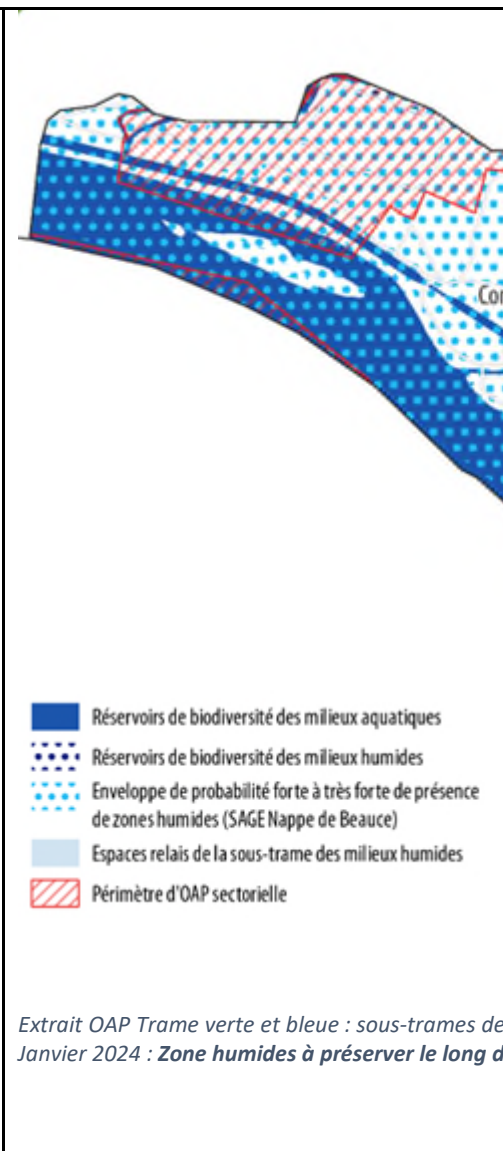 Con
Réservoirs de biodiversité des milieux aquatiques
Réservoirs de biodiversité des milieux humides
Enveloppe de probabilité forte à très forte de présence
de zones humides (SAGE Nappe de Beauce)
Espaces relais de la sous-trame des milieux humides
Périmètre d'OAP sectorielle
Extrait OAP Trame verte et bleue : sous-trames de
Janvier 2024 : Zone humides à préserver le long d